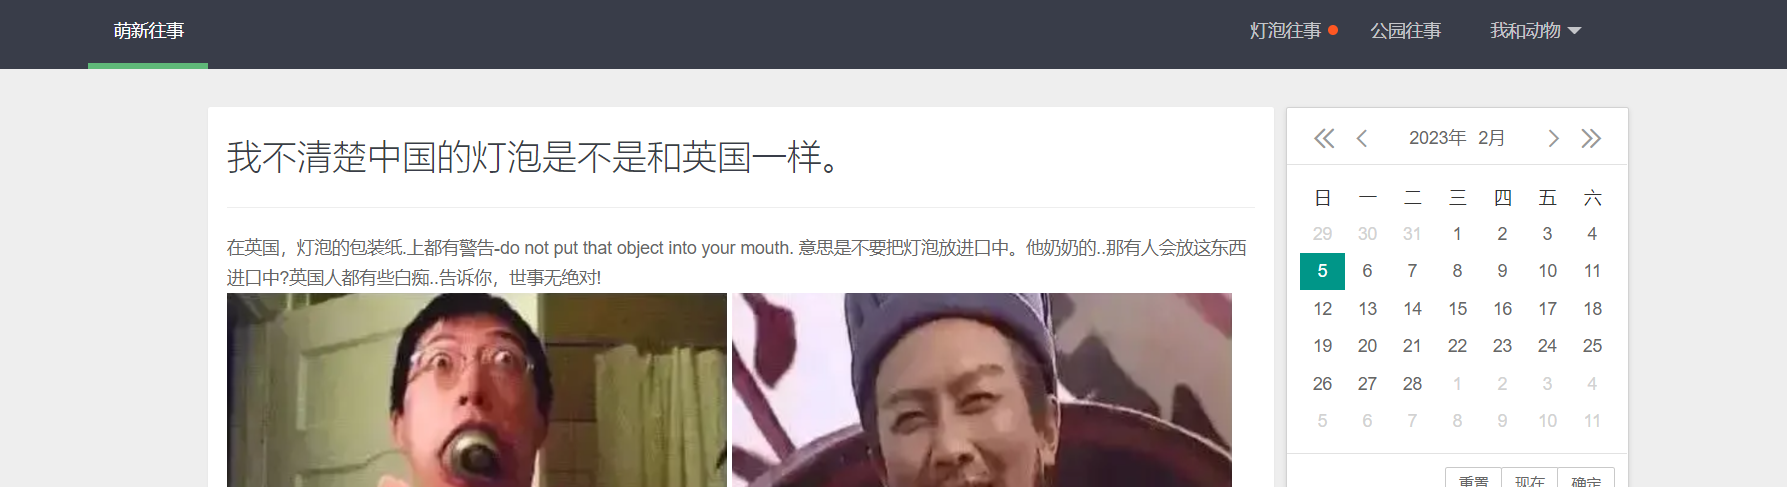 萌新往事 灯泡往事 公园往事 我和动物
我不清楚中国的灯泡是不是和英国一样。
在英国，灯泡的包装纸.上都有警告-do not put that object into your mouth. 意思是不要把灯泡放进口中。他奶奶的..那有人会放这东西
进口中?英国人都有些白痴..告诉你，世事无绝对!
2023年 2月
日 一 二 三 四 五 六
29 30 31 1 2 3 4
5 6 7 8 9 10 11
12 13 14 15 16 17 18
19 20 21 22 23 24 25
26 27 28 1 2 3 4
5 6 7 8 9 10 11
重置 现在 确定